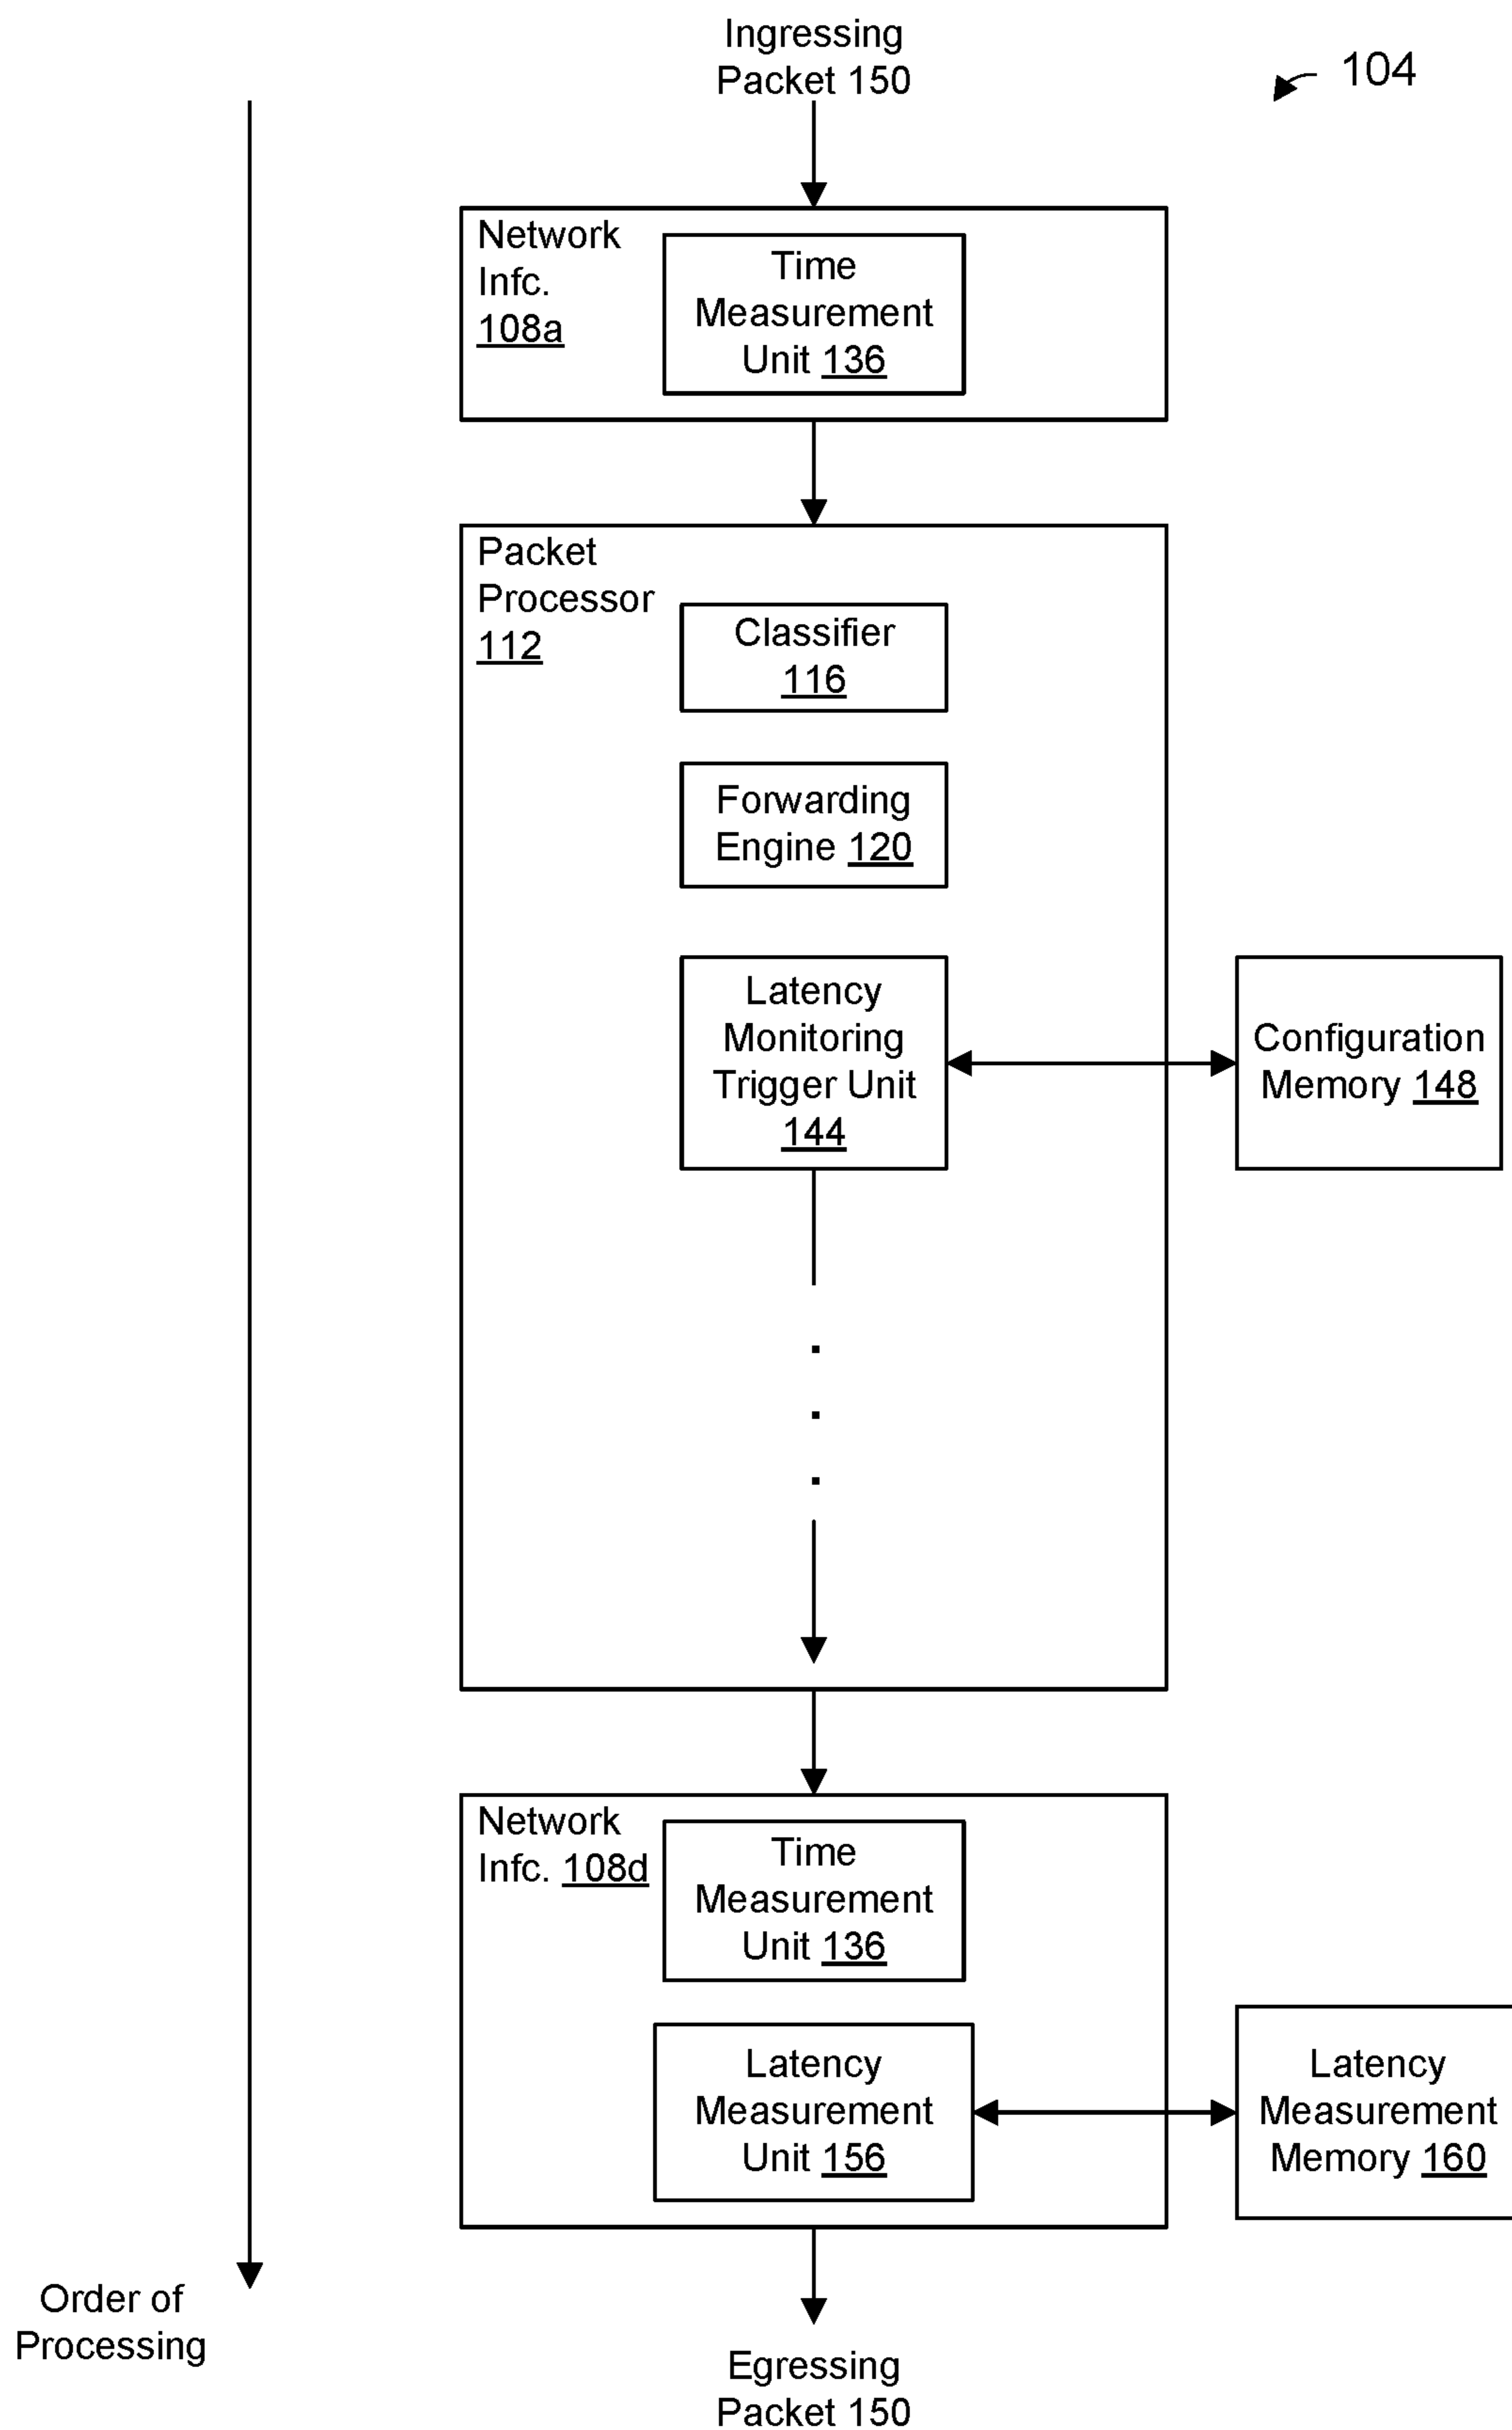 Ingressing
Packet 150
104
Network
Infc.
108a
Time
Measurement
Unit 136
Packet
Processor
112
Classifier
116
Forwarding
Engine 120
Latency
Monitoring
Trigger Unit
144
Configuration
Memory 148
Network
Infc. 108d
Time
Measurement
Unit 136
Latency
Measurement
Unit 156
Latency
Measurement
Memory 160
Order of
Processing
Egressing
Packet 150